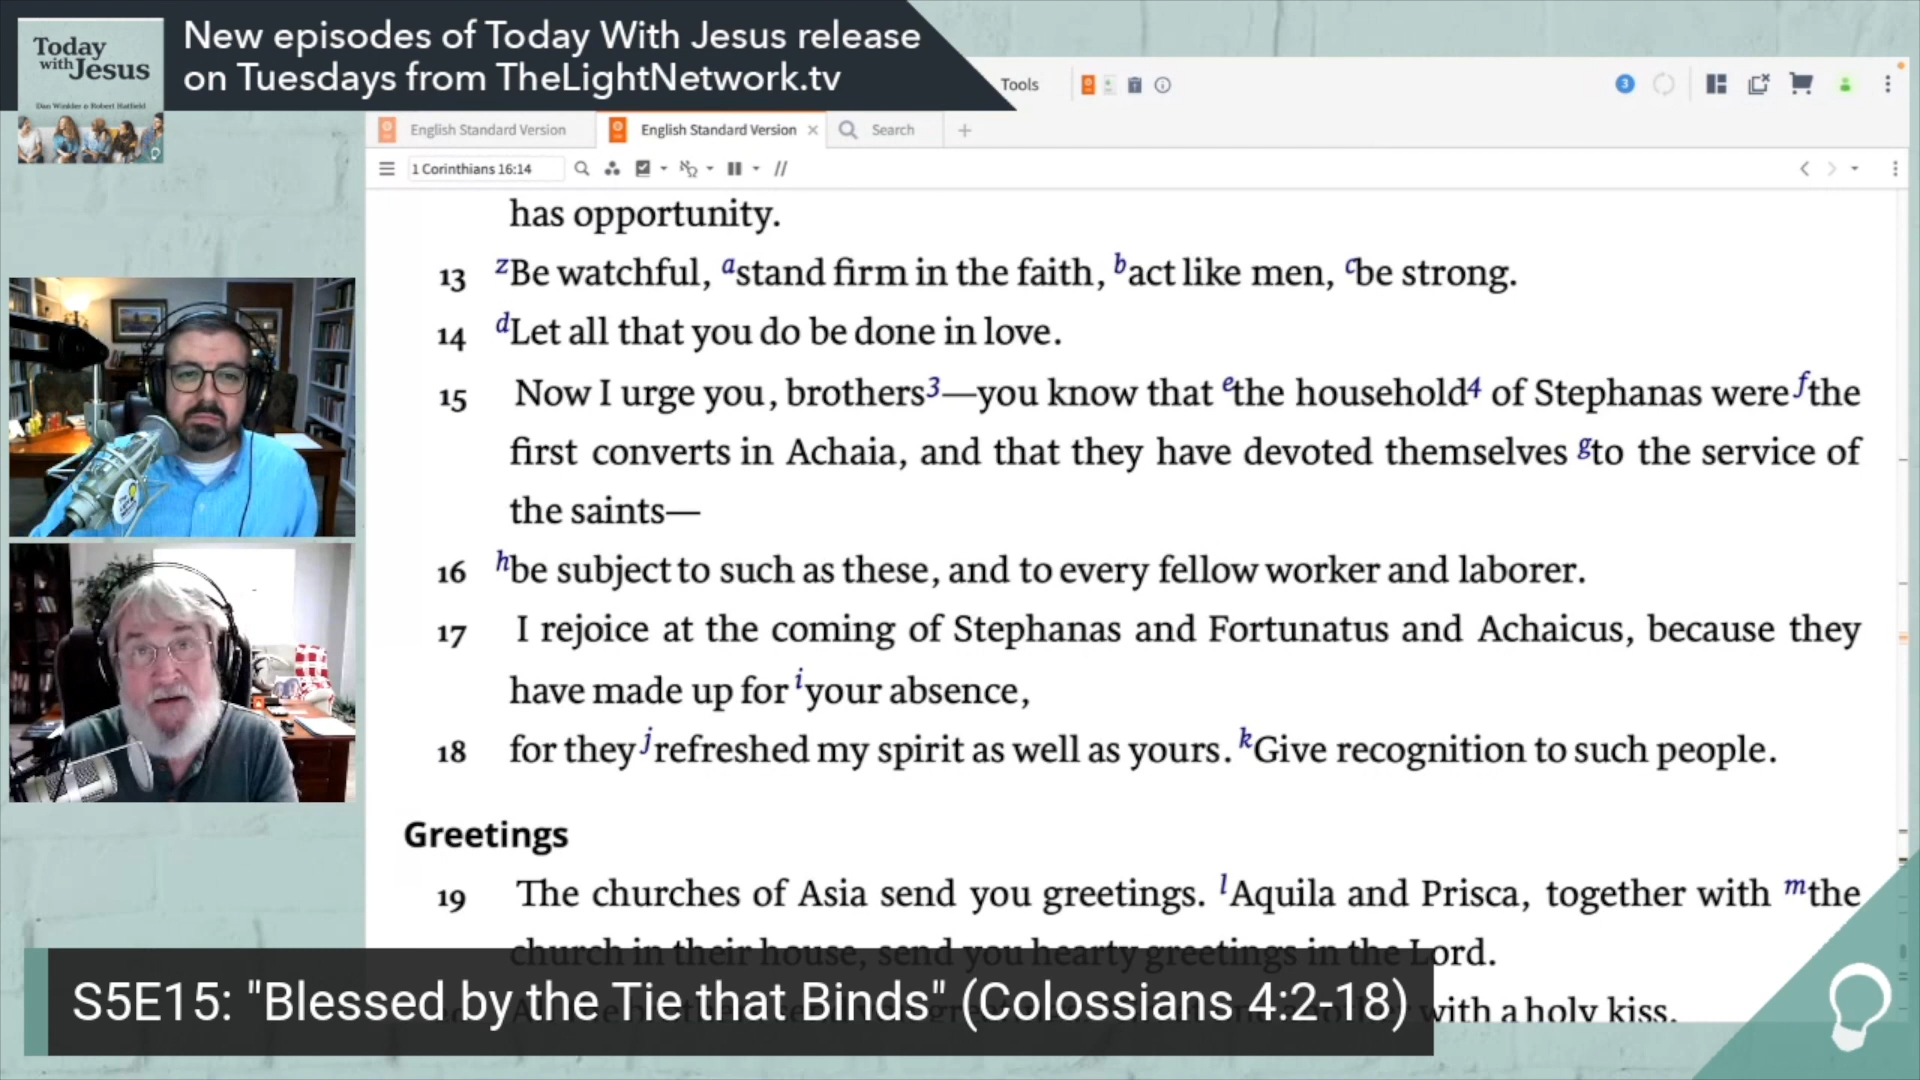 Today
with Jesus
Dan Winkler & Robert Hatfield
New episodes of Today With Jesus release
on Tuesdays from TheLightNetwork.tv
Tools
3
English Standard Version
English Standard Version
Search
1 Corinthians 16:14
has opportunity.
13 zBe watchful, astand firm in the faith, bact like men, cbe strong.
14 dLet all that you do be done in love.
15 Now I urge you, brothers3—you know that ethe household4 of Stephanas were fthe
first converts in Achaia, and that they have devoted themselves gto the service of
the saints—
16 hbe subject to such as these, and to every fellow worker and laborer.
17 I rejoice at the coming of Stephanas and Fortunatus and Achaicus, because they
have made up for iyour absence,
18 for they jrefreshed my spirit as well as yours. kGive recognition to such people.
Greetings
19 The churches of Asia send you greetings. lAquila and Prisca, together with mthe
church in their house, send you hearty greetings in the Lord.
with a holy kiss.
S5E15: "Blessed by the Tie that Binds" (Colossians 4:2-18)